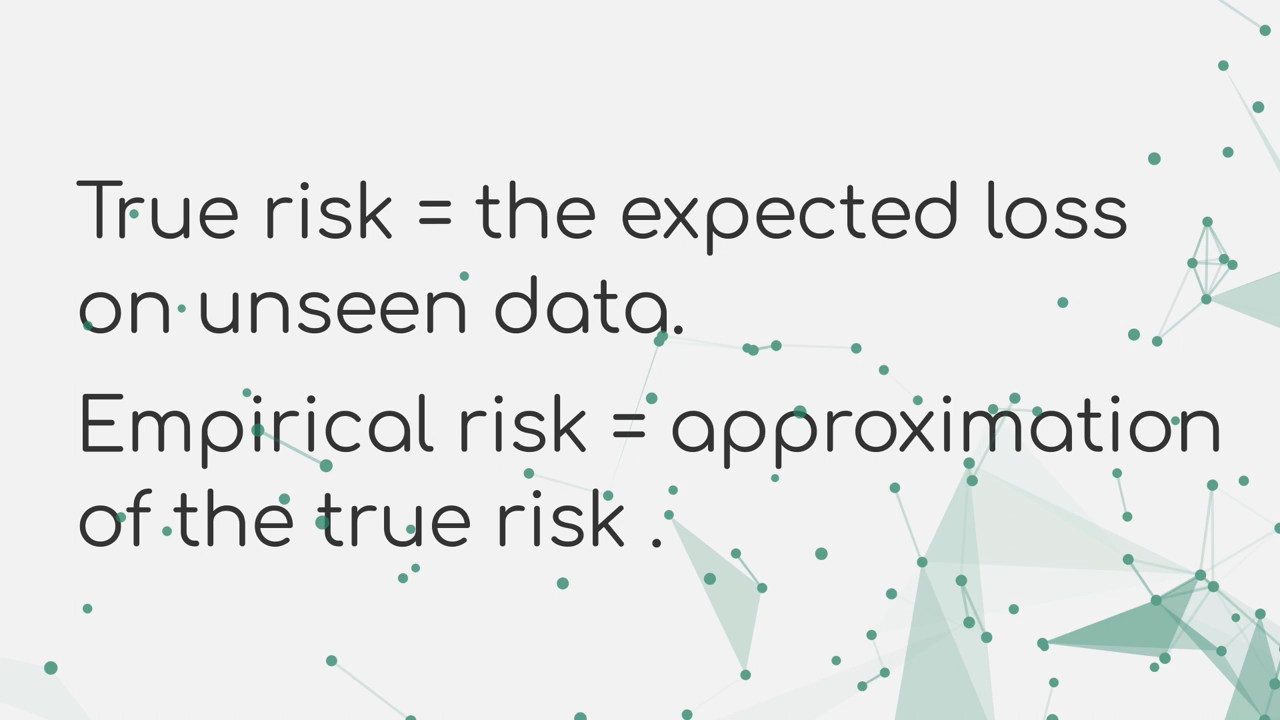 True risk = the expected loss
on unseen data.
Empirical risk = approximation
of the true risk .